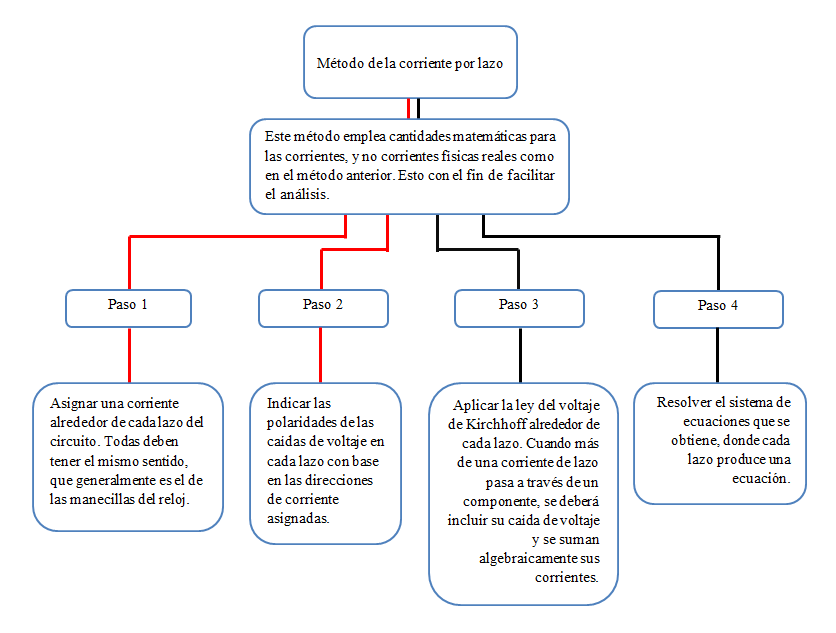 Método de la corriente por lazo
Este método emplea cantidades matemáticas para
las corrientes, y no corrientes físicas reales como
en el método anterior. Esto con el fin de facilitar
el análisis.
Paso 1
Paso 2
Paso 3
Paso 4
Asignar una corriente
alrededor de cada lazo del
circuito. Todas deben
tener el mismo sentido,
que generalmente es el de
las manecillas del reloj.
Indicar las
polaridades de las
caidas de voltaje en
cada lazo con base
en las direcciones
de corriente
asignadas.
Aplicar la ley del voltaje
de Kirchhoff alrededor de
cada lazo. Cuando más
de una corriente de lazo
pasa a través de un
componente, se deberá
incluir su caida de voltaje
y se suman
algebraicamente sus
corrientes.
Resolver el sistema de
ecuaciones que se
obtiene, donde cada
lazo produce una
ecuación.